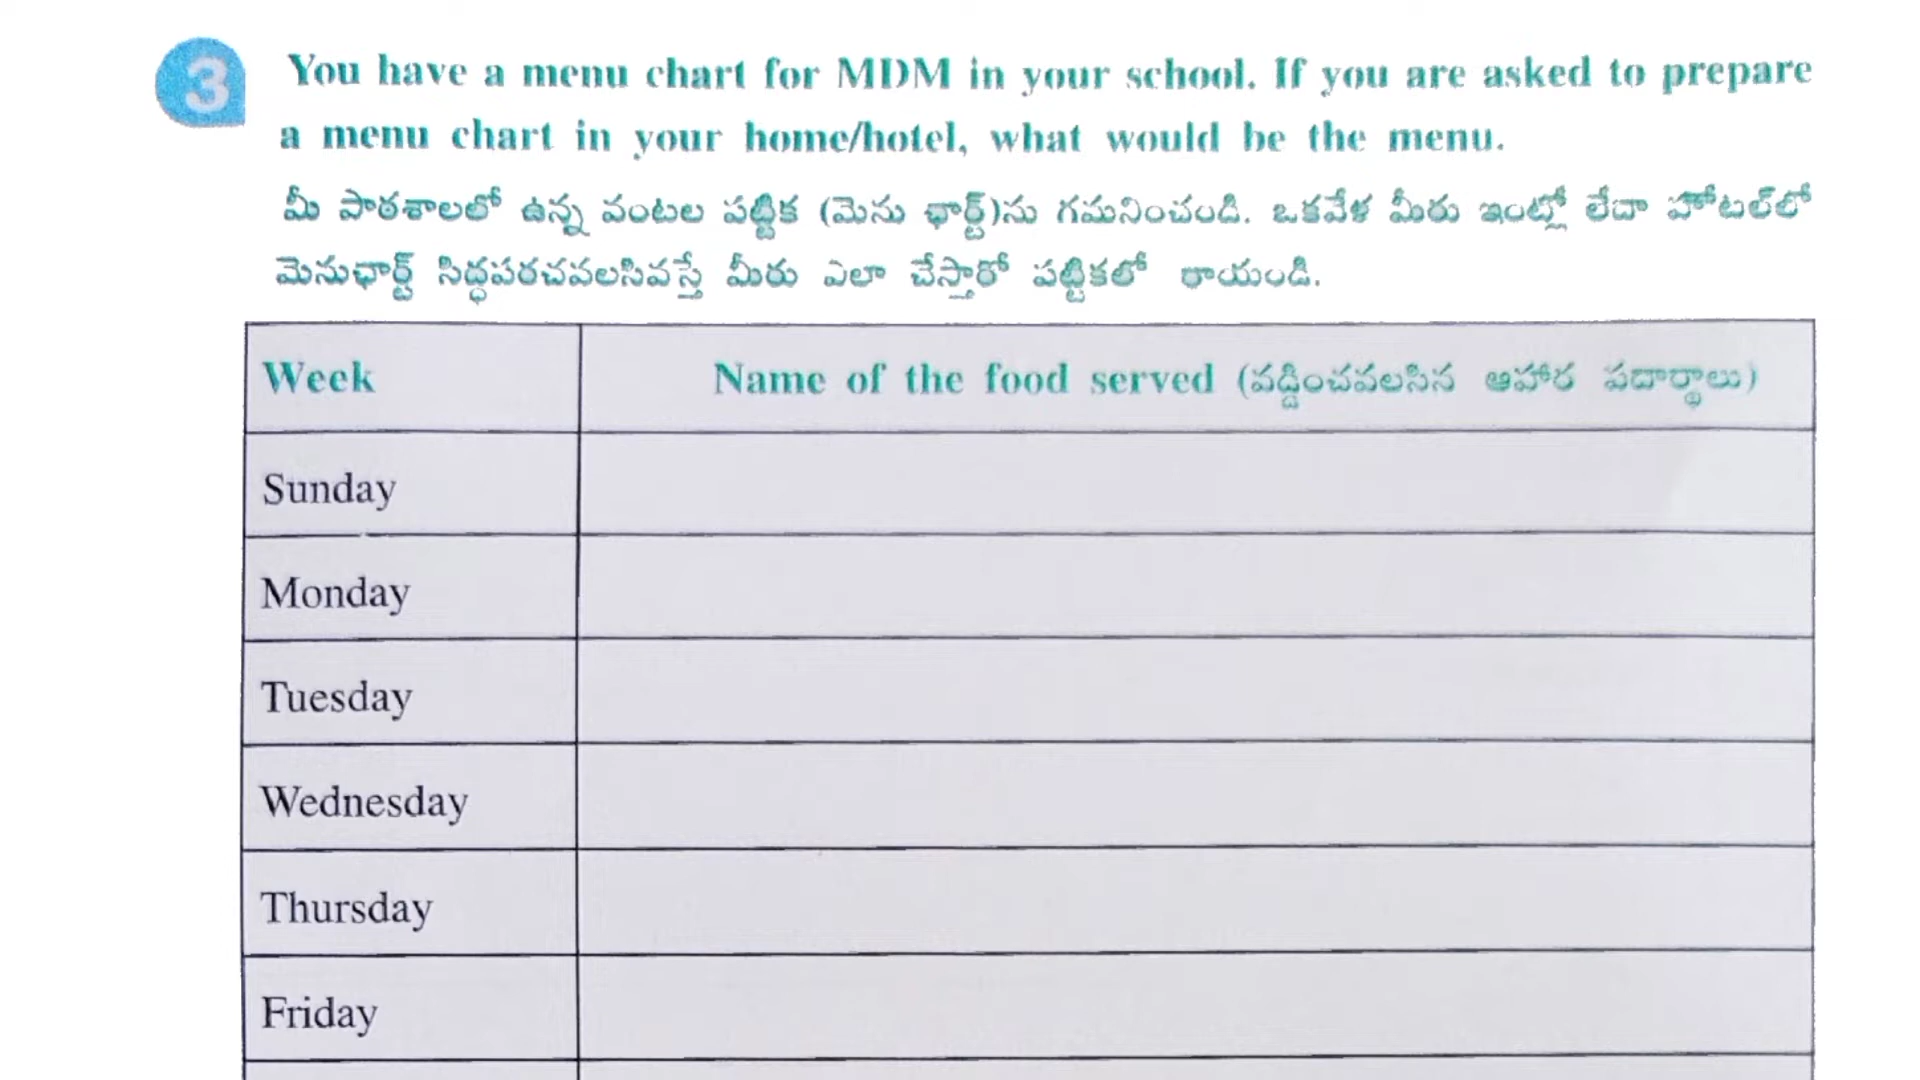 3
You have a menu chart for MDM in your school. If you are asked to prepare
a menu chart in your home/hotel, what would be the menu.
మీ పాఠశాలలో ఉన్న వంటల పట్టిక (మెను ఛార్ట్)ను గమనించండి. ఒకవేళ మీరు ఇంట్లో లేదా హోటల్‌లో
మెనుఛార్ట్ సిద్ధపరచవలసివస్తే మీరు ఎలా చేస్తారో పట్టికలో రాయండి.
Week Name of the food served (వడ్డించవలసిన ఆహార పదార్థాలు)
Sunday
Monday
Tuesday
Wednesday
Thursday
Friday